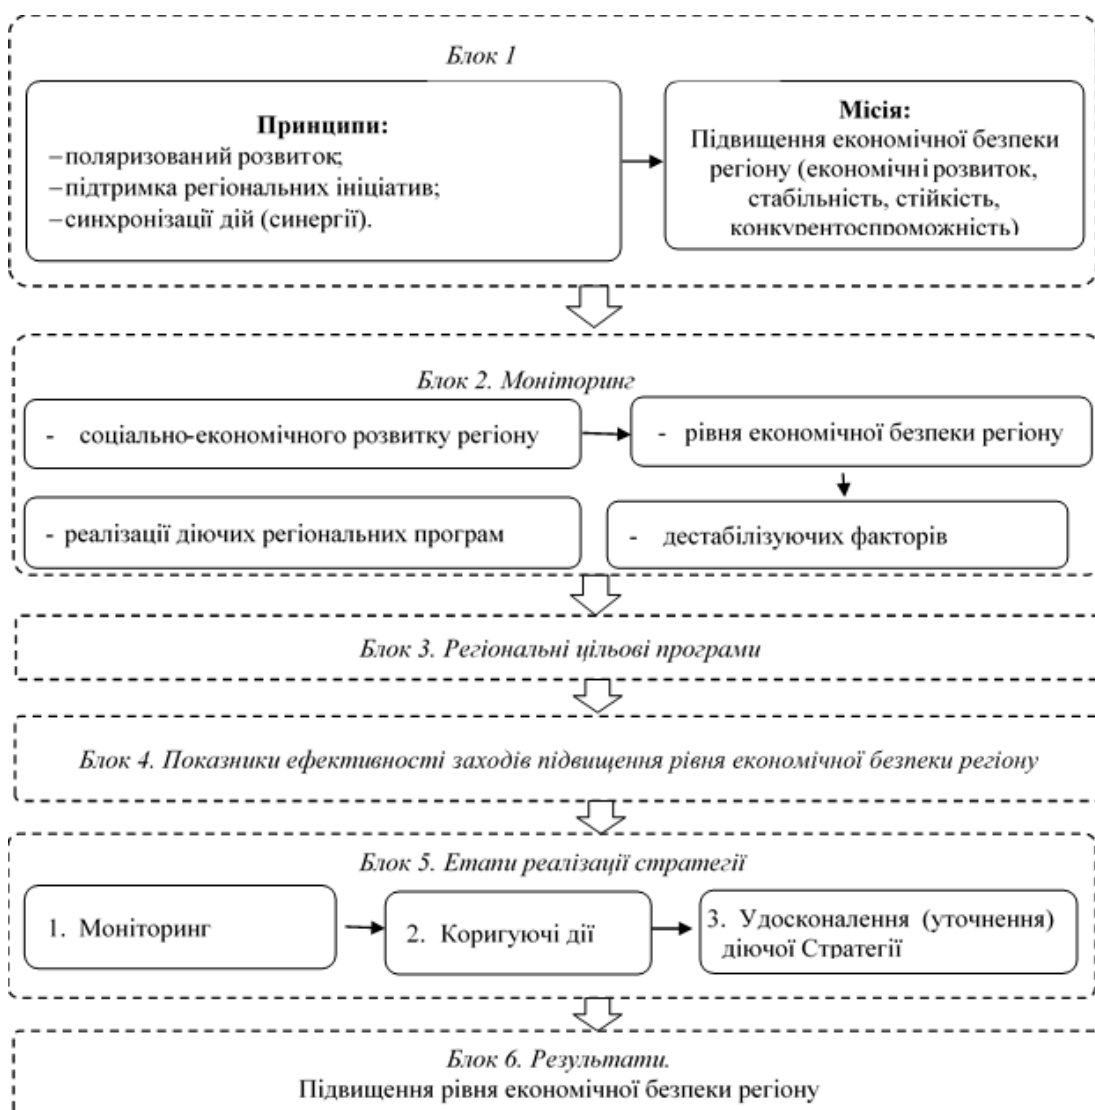 Блок 1
Принципи:
–поляризований розвиток;
–підтримка регіональних ініціатив;
–синхронізації дій (синергії).
Місія:
Підвищення економічної безпеки
регіону (економічні розвиток,
стабільність, стійкість,
конкурентоспроможність)
Блок 2. Моніторинг
- соціально-економічного розвитку регіону
- рівня економічної безпеки регіону
- реалізації діючих регіональних програм
- дестабілізуючих факторів
Блок 3. Регіональні цільові програми
Блок 4. Показники ефективності заходів підвищення рівня економічної безпеки регіону
Блок 5. Етапи реалізації стратегії
1. Моніторинг
2. Коригуючі дії
3. Удосконалення (уточнення)
діючої Стратегії
Блок 6. Результати.
Підвищення рівня економічної безпеки регіону